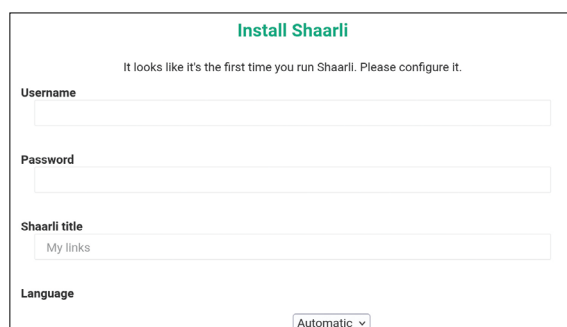 Install Shaarli
It looks like it's the first time you run Shaarli. Please configure it.
Username
Password
Shaarli title
My links
Language
Automatic